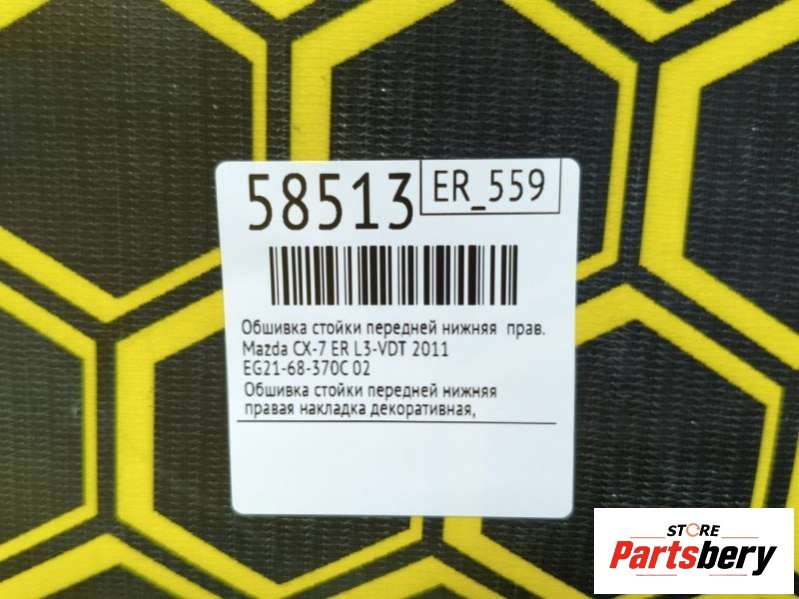 58513
ER_559
Обшивка стойки передней нижняя прав.
Mazda CX-7 ER L3-VDT 2011
EG21-68-370C 02
Обшивка стойки передней нижняя
правая накладка декоративная,
STORE
Partsbery